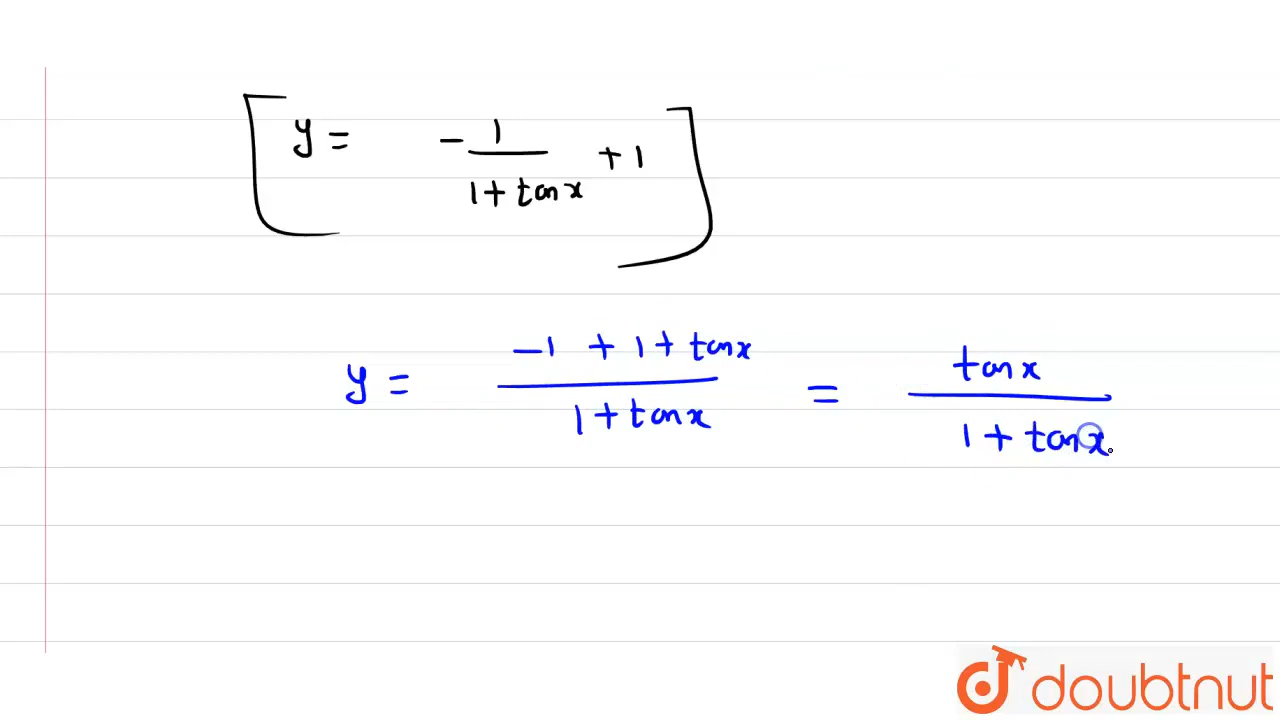 y = - 1 / 1 + tan x + 1
y = -1 + 1 + tan x / 1 + tan x = tan x / 1 + tan x
doubtnut